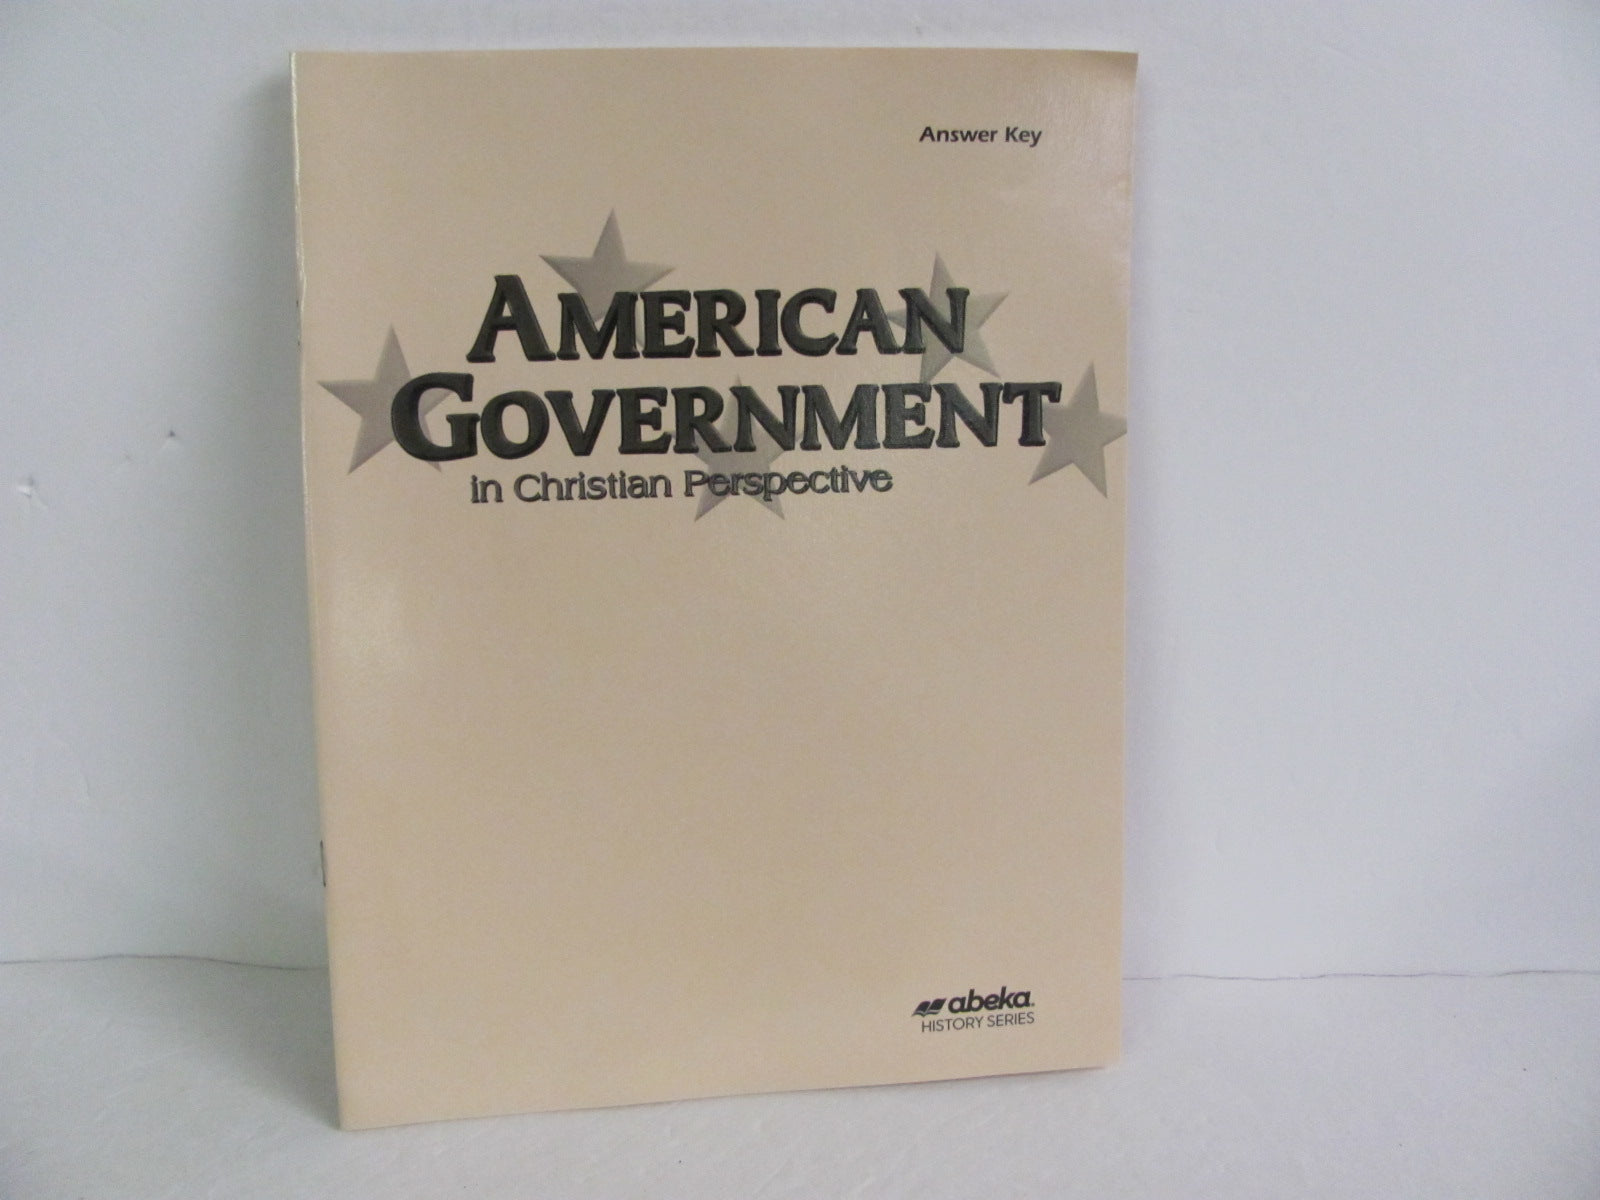 Answer Key
AMERICAN
GOVERNMENT
in Christian Perspective
abeka.
HISTORY SERIES